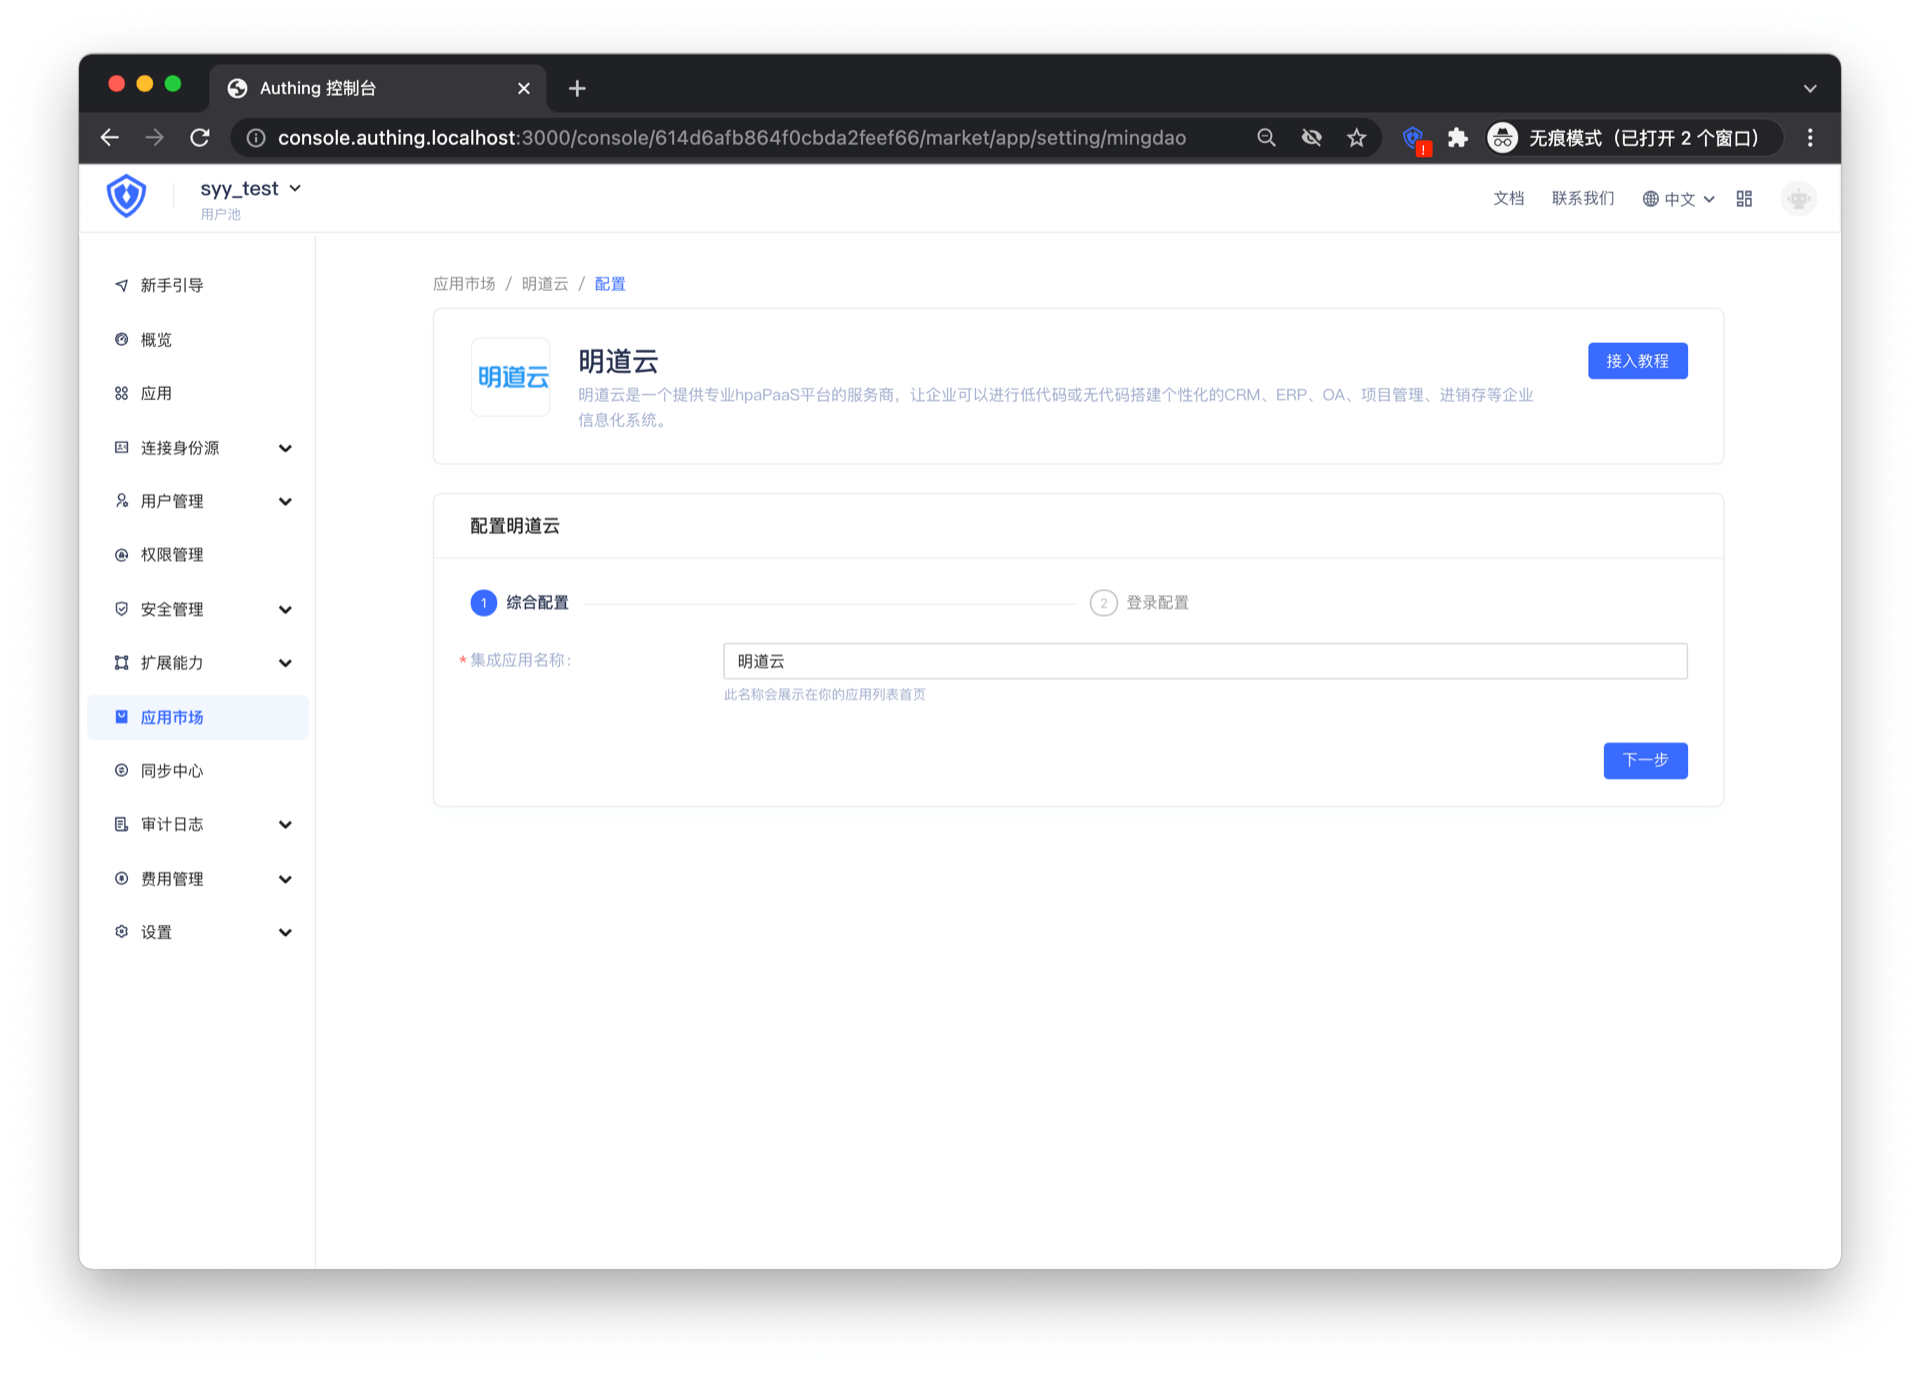 Authing 控制台
console.authing.localhost:3000/console/614d6afb864f0cbda2feef66/market/app/setting/mingdao
无痕模式（已打开 2 个窗口）
syy_test
用户池
文档
联系我们
中文
新手引导
概览
应用
连接身份源
用户管理
权限管理
安全管理
扩展能力
应用市场
同步中心
审计日志
费用管理
设置
应用市场 / 明道云 / 配置
明道云
明道云
明道云是一个提供专业hpaPaaS平台的服务商，让企业可以进行低代码或无代码搭建个性化的CRM、ERP、OA、项目管理、进销存等企业
信息化系统。
接入教程
配置明道云
1 综合配置
2 登录配置
* 集成应用名称：
明道云
此名称会展示在你的应用列表首页
下一步